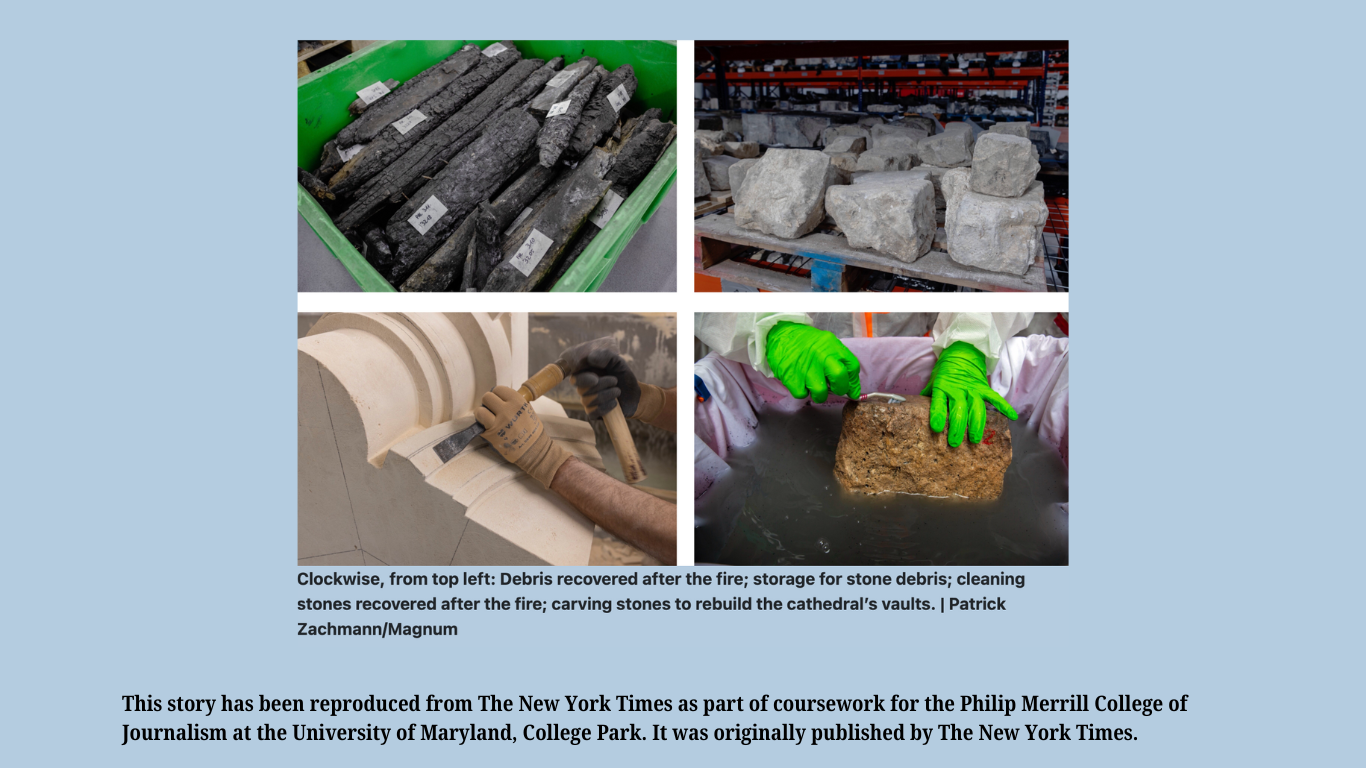 Clockwise, from top left: Debris recovered after the fire; storage for stone debris; cleaning
stones recovered after the fire; carving stones to rebuild the cathedral’s vaults. | Patrick
Zachmann/Magnum
This story has been reproduced from The New York Times as part of coursework for the Philip Merrill College of
Journalism at the University of Maryland, College Park. It was originally published by The New York Times.